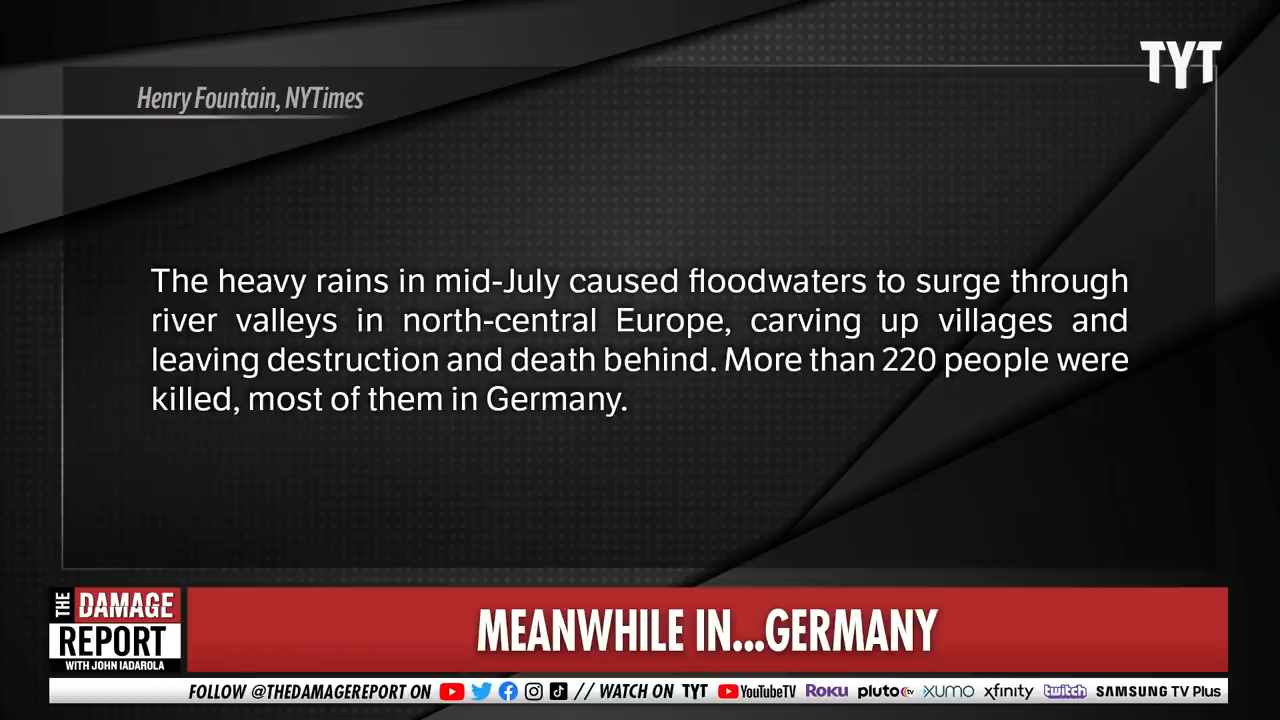 TYT
Henry Fountain, NYTimes
The heavy rains in mid-July caused floodwaters to surge through
river valleys in north-central Europe, carving up villages and
leaving destruction and death behind. More than 220 people were
killed, most of them in Germany.
THE DAMAGE
REPORT
WITH JOHN IADAROLA
MEANWHILE IN...GERMANY
FOLLOW @THEDAMAGEREPORT ON // WATCH ON TYT YouTubeTV Roku pluto tv XUMO xfinity twitch SAMSUNG TV Plus